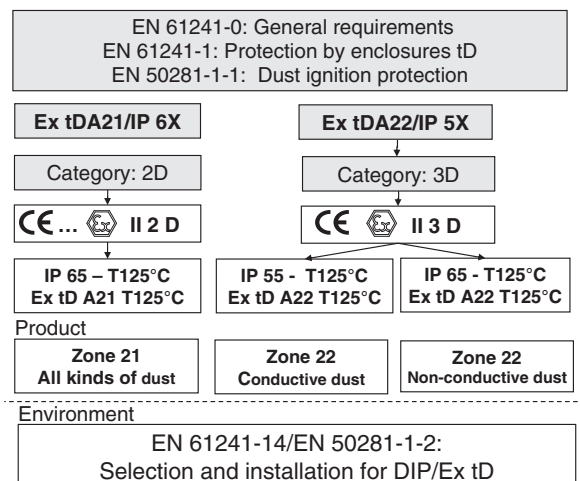 EN 61241-0: General requirements
EN 61241-1: Protection by enclosures tD
EN 50281-1-1: Dust ignition protection
Ex tDA21/IP 6X
Ex tDA22/IP 5X
Category: 2D
Category: 3D
CE ... Ex II 2 D
CE Ex II 3 D
IP 65 – T125°C
Ex tD A21 T125°C
IP 55 - T125°C
Ex tD A22 T125°C
IP 65 - T125°C
Ex tD A22 T125°C
Product
Zone 21
All kinds of dust
Zone 22
Conductive dust
Zone 22
Non-conductive dust
Environment
EN 61241-14/EN 50281-1-2:
Selection and installation for DIP/Ex tD